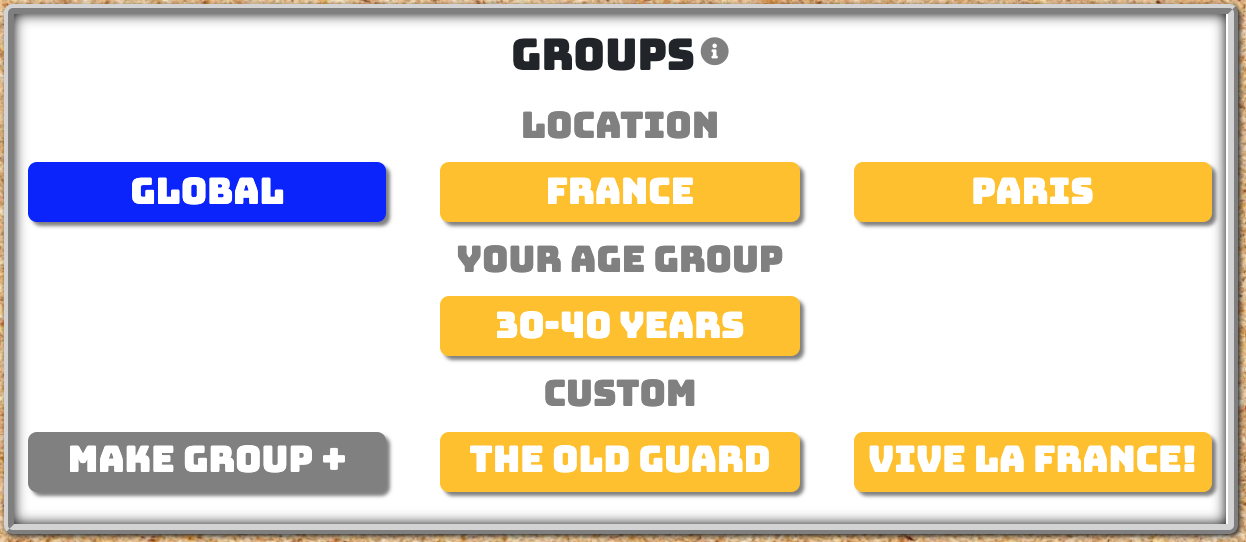 GROUPS i
LOCATION
GLOBAL FRANCE PARIS
YOUR AGE GROUP
30-40 YEARS
CUSTOM
MAKE GROUP + THE OLD GUARD VIVE LA FRANCE!